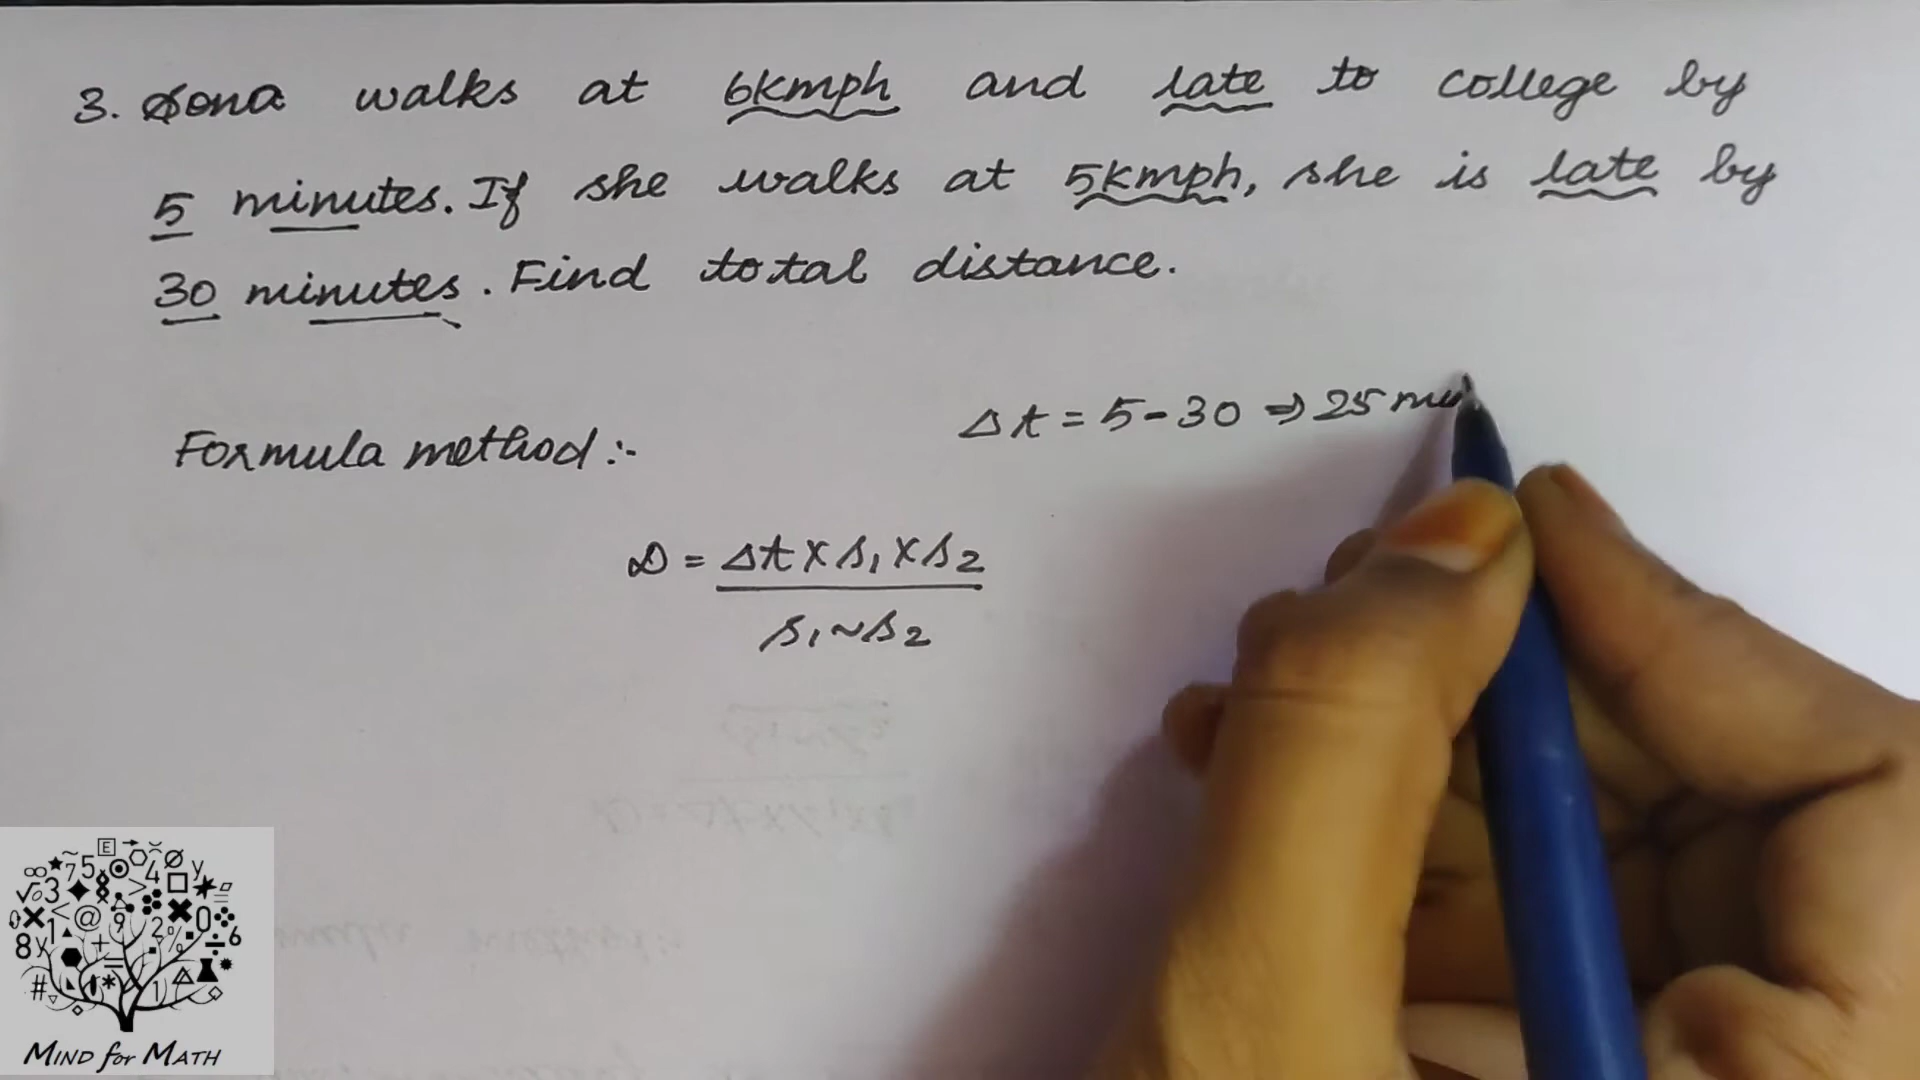 3. Sona walks at 6kmph and late to college by
5 minutes. If she walks at 5kmph, she is late by
30 minutes. Find total distance.
Δt = 5-30 ⇒ 25
Formula method :-
D = Δt × s₁ × s₂
s₁ ~ s₂
MIND for MATH